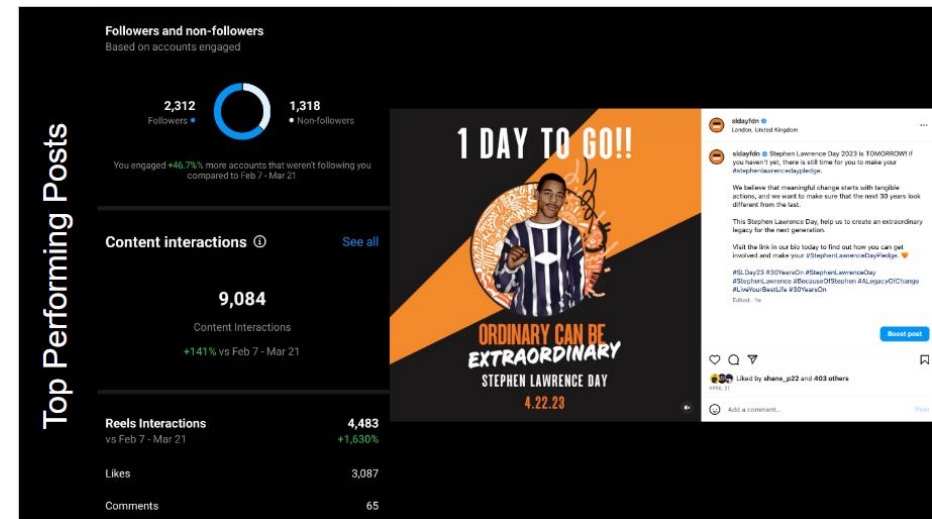 Top Performing Posts
Followers and non-followers
Based on accounts engaged
2,312
Followers
1,318
Non-followers
You engaged +46.7% more accounts that weren't following you
compared to Feb 7 - Mar 21
Content interactions
See all
9,084
Content Interactions
+141% vs Feb 7 - Mar 21
Reels Interactions
4,483
vs Feb 7 - Mar 21
+1,630%
Likes
3,087
Comments
65
1 DAY TO GO!!
ORDINARY CAN BE
EXTRAORDINARY
STEPHEN LAWRENCE DAY
4.22.23
sldayfdn
London, United Kingdom
sldayfdn Stephen Lawrence Day 2023 is TOMORROW! If
you haven't yet, there is still time for you to make your
#stephenlawrencedaypledge.
We believe that meaningful change starts with tangible
actions, and we want to make sure that the next 30 years look
different from the last.
This Stephen Lawrence Day, help us to create an extraordinary
legacy for the next generation.
Visit the link in our bio today to find out how you can get
involved and make your #StephenLawrenceDayPledge. 🧡
#SLDay23 #30YearsOn #StephenLawrenceDay
#StephenLawrence #BecauseOfStephen #ALegacyOfChange
#LiveYourBestLife #30YearsOn
Edited · 1w
Boost post
Liked by shane_p22 and 403 others
APRIL 21
Add a comment...
Post